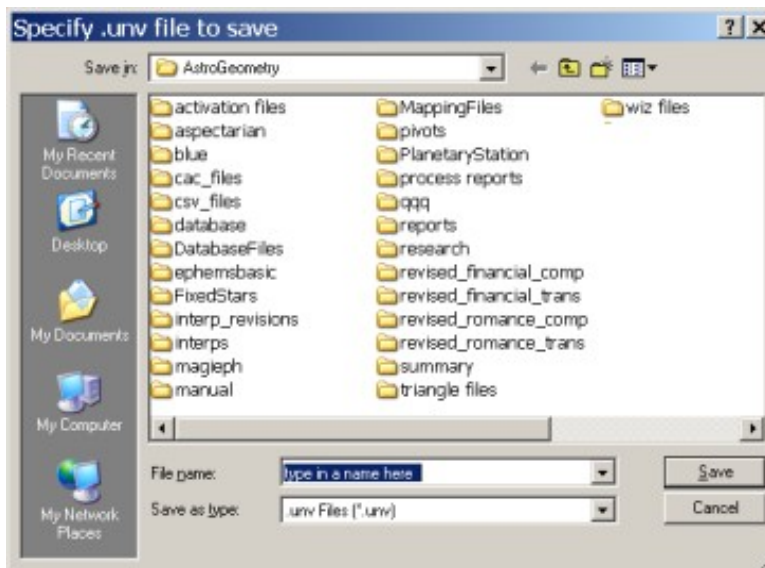 Specify .unv file to save
Save in:
AstroGeometry
My Recent
Documents
Desktop
My Documents
My Computer
My Network
Places
activation files
aspectarian
blue
cac_files
csv_files
database
DatabaseFiles
ephemsbasic
FixedStars
interp_revisions
interps
magieph
manual
MappingFiles
pivots
PlanetaryStation
process reports
qqq
reports
research
revised_financial_comp
revised_financial_trans
revised_romance_comp
revised_romance_trans
summary
triangle files
wiz files
File name:
type in a name here
Save
Save as type:
.unv Files (*.unv)
Cancel